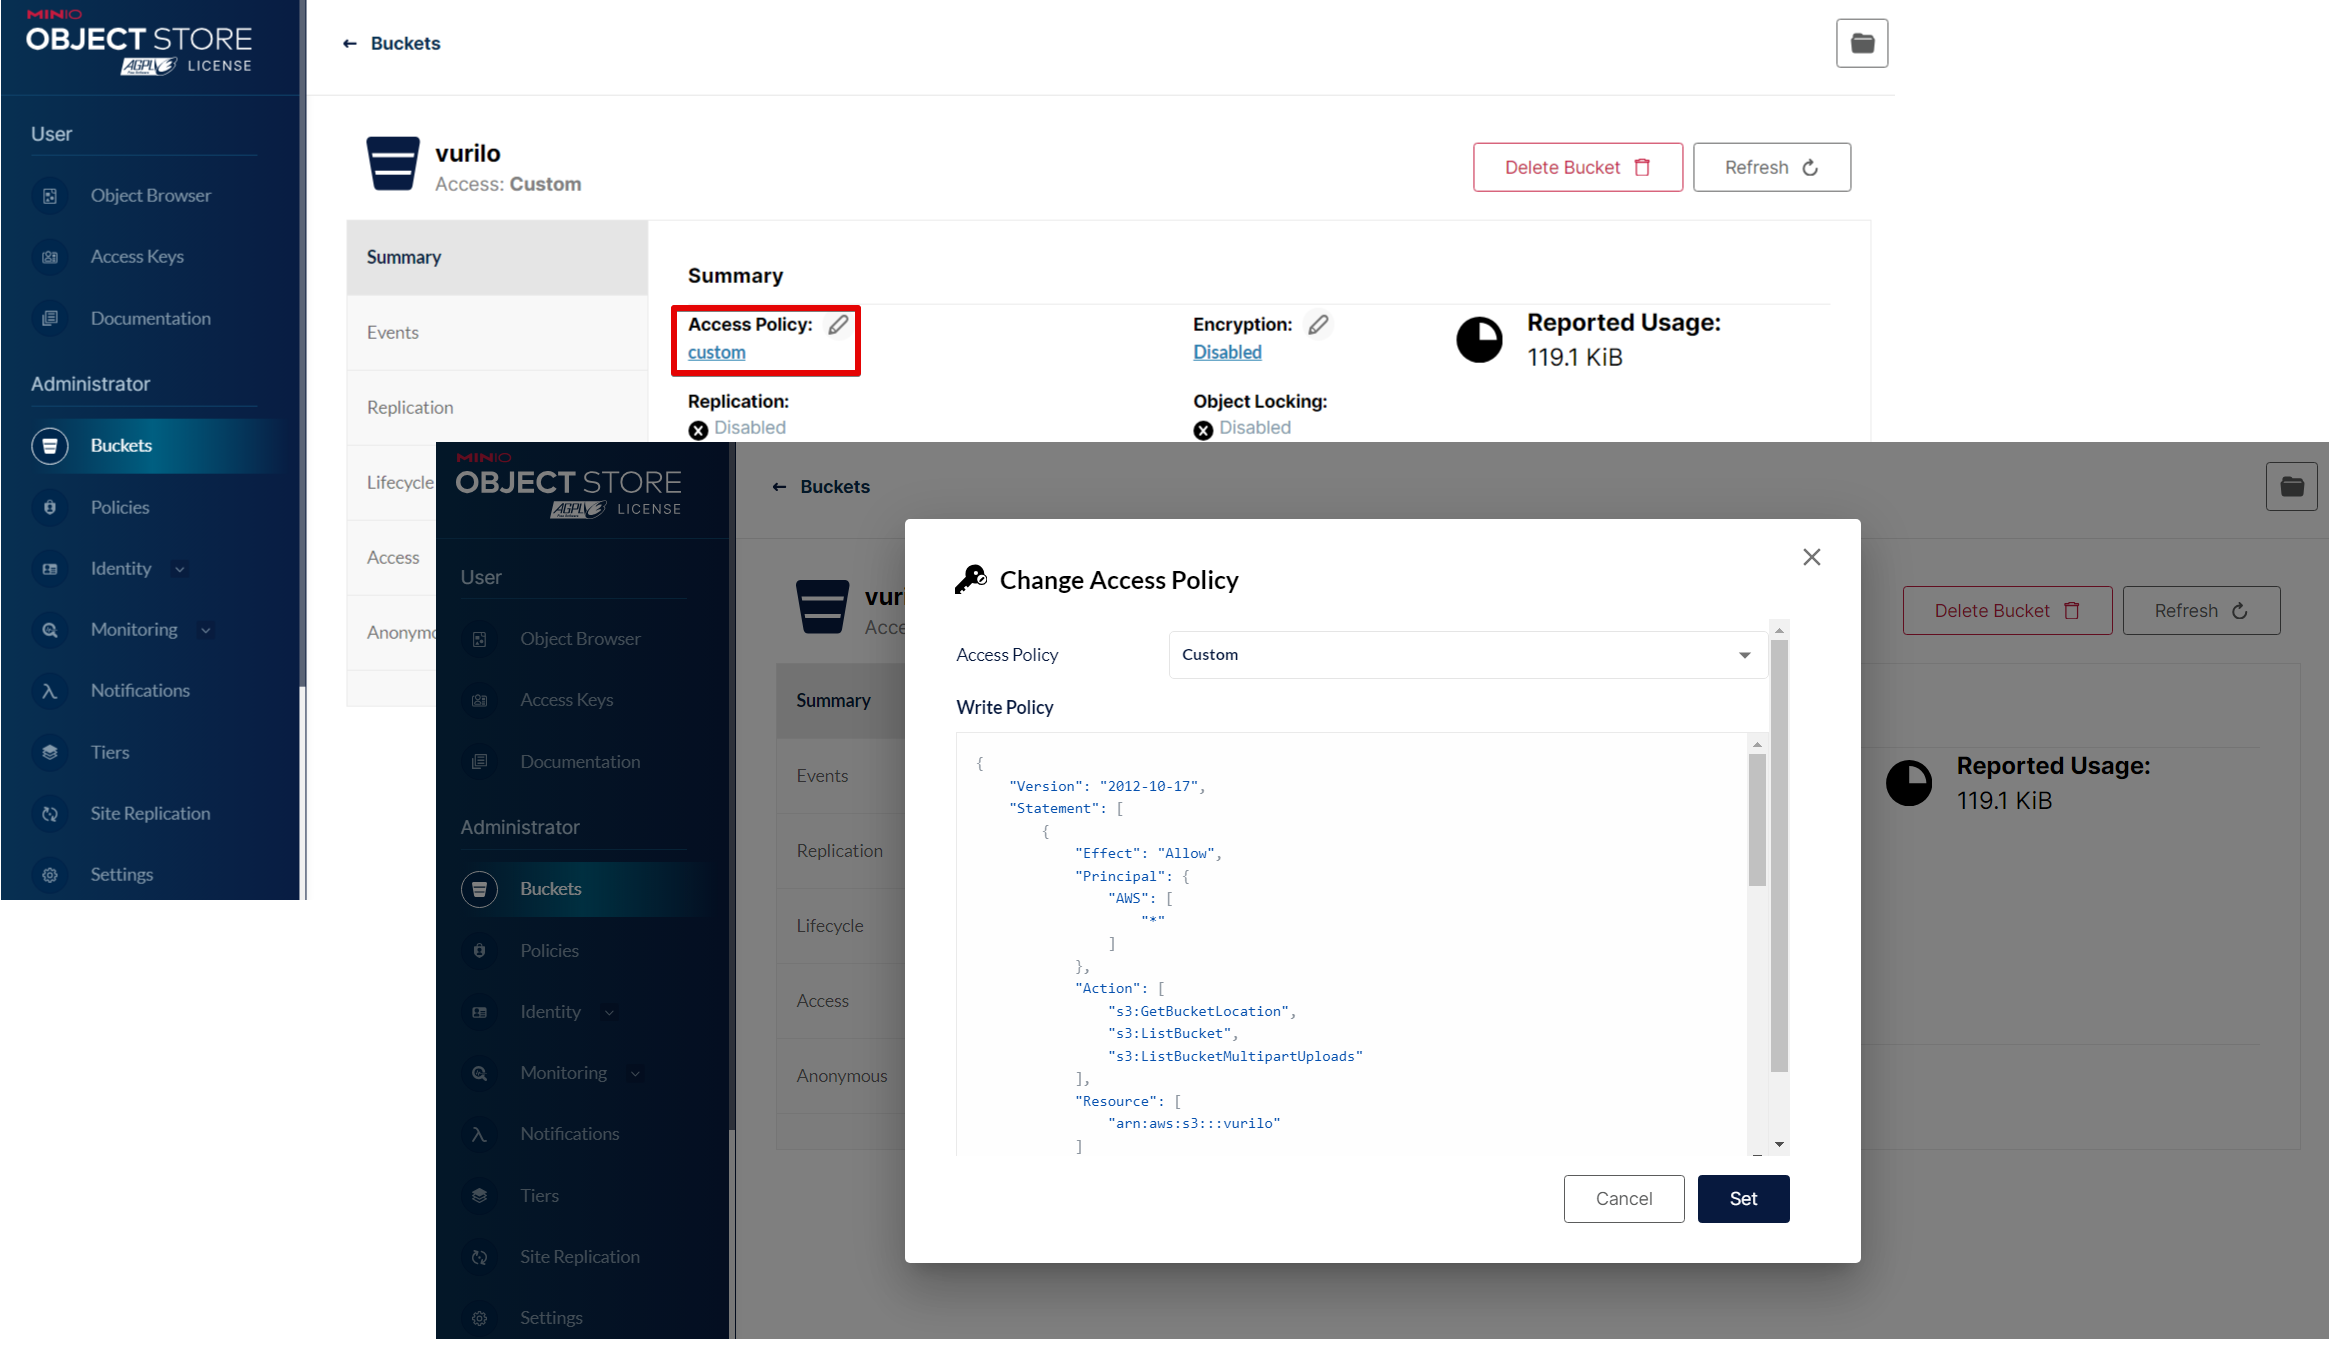 MINIO
OBJECT STORE
AGPL LICENSE
User
Object Browser
Access Keys
Documentation
Administrator
Buckets
Policies
Identity
Monitoring
Notifications
Tiers
Site Replication
Settings
Buckets
vurilo
Access: Custom
Delete Bucket
Refresh
Summary
Events
Replication
Lifecycle
Access
Anonymo
Summary
Access Policy:
custom
Encryption:
Disabled
Reported Usage:
119.1 KiB
Replication:
Disabled
Object Locking:
Disabled
MINIO
OBJECT STORE
AGPL LICENSE
User
Object Browser
Access Keys
Documentation
Administrator
Buckets
Policies
Identity
Monitoring
Notifications
Tiers
Site Replication
Settings
Buckets
vuri
Acce
Delete Bucket
Refresh
Summary
Events
Replication
Lifecycle
Access
Anonymous
Reported Usage:
119.1 KiB
Change Access Policy
Access Policy
Custom
Write Policy
{
"Version": "2012-10-17",
"Statement": [
{
"Effect": "Allow",
"Principal": {
"AWS": [
"*"
]
},
"Action": [
"s3:GetBucketLocation",
"s3:ListBucket",
"s3:ListBucketMultipartUploads"
],
"Resource": [
"arn:aws:s3:::vurilo"
]
Cancel
Set